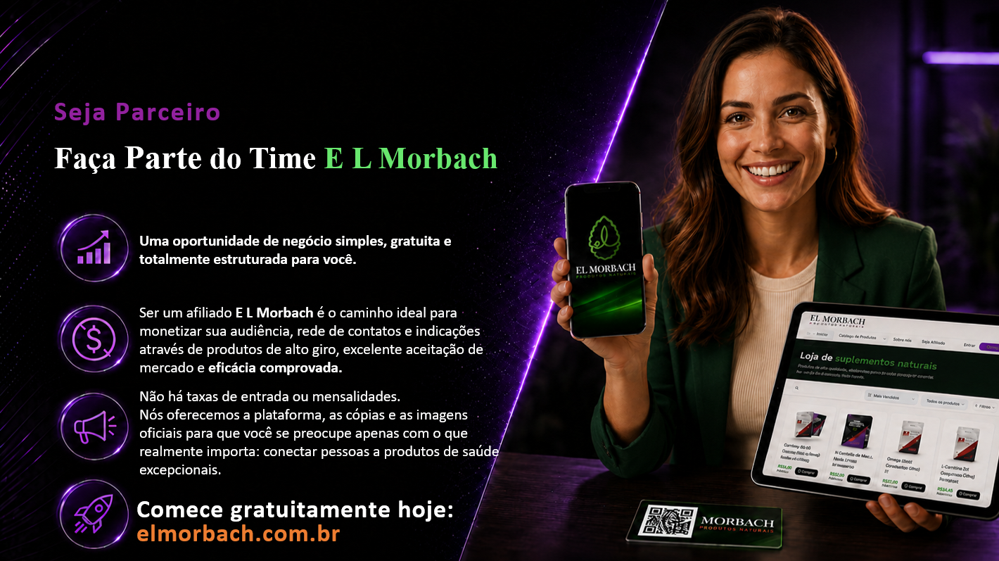 Seja Parceiro
Faça Parte do Time E L Morbach
Uma oportunidade de negócio simples, gratuita e
totalmente estruturada para você.
Ser um afiliado E L Morbach é o caminho ideal para
monetizar sua audiência, rede de contatos e indicações
através de produtos de alto giro, excelente aceitação de
mercado e eficácia comprovada.
Não há taxas de entrada ou mensalidades.
Nós oferecemos a plataforma, as cópias e as imagens
oficiais para que você se preocupe apenas com o que
realmente importa: conectar pessoas a produtos de saúde
excepcionais.
Comece gratuitamente hoje:
elmorbach.com.br
EL MORBACH
PRODUTOS NATURAIS
EL MORBACH
Iniciar Catálogo de Produtos Sobre nós Seja Afiliado Entrar
Loja de suplementos naturais
Mais Vendidos Todos os produtos Filtros
Comprar
Comprar
Comprar
Comprar
MORBACH
PRODUTOS NATURAIS